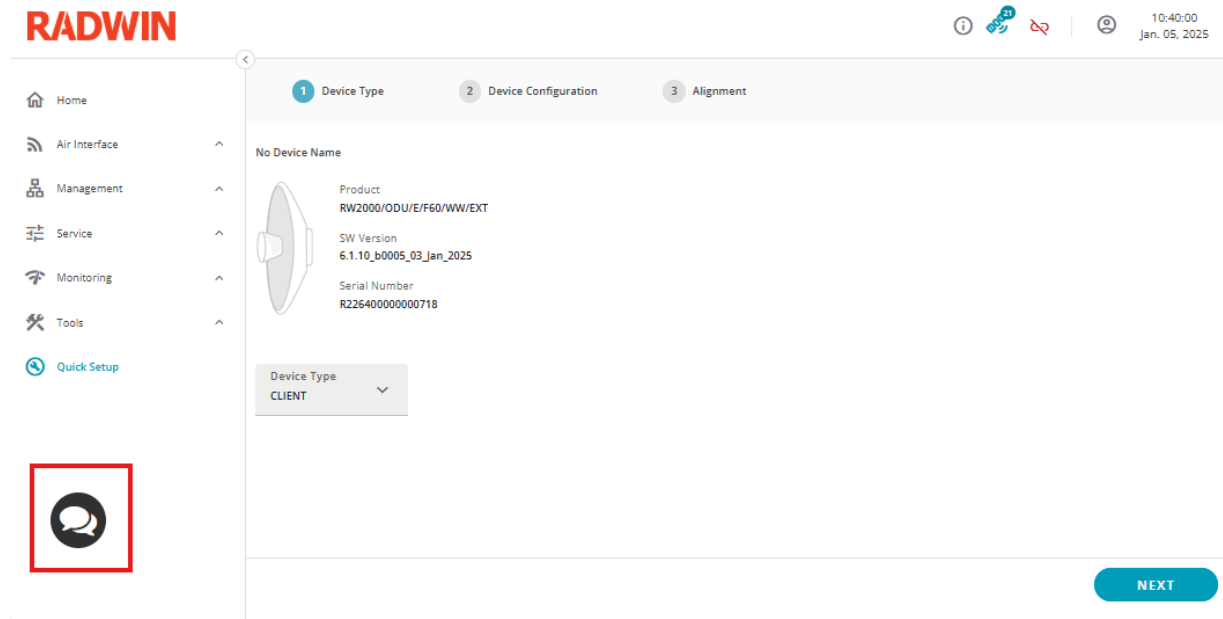 RADWIN
21
10:40:00
Jan. 05, 2025
Home
Air Interface
Management
Service
Monitoring
Tools
Quick Setup
1 Device Type 2 Device Configuration 3 Alignment
No Device Name
Product
RW2000/ODU/E/F60/WW/EXT
SW Version
6.1.10_b0005_03_Jan_2025
Serial Number
R226400000000718
Device Type
CLIENT
NEXT